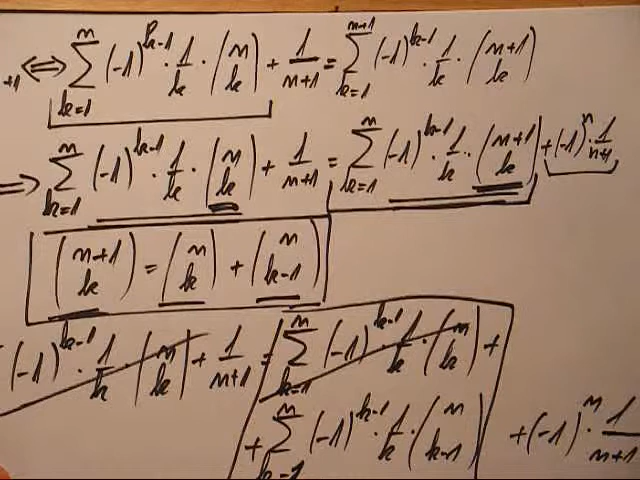 +1 ⇔ ∑_{k=1}^{n} (-1)^{k-1} · 1/k · (n k) + 1/(n+1) = ∑_{k=1}^{n+1} (-1)^{k-1} · 1/k · (n+1 k)
⇒ ∑_{k=1}^{n} (-1)^{k-1} · 1/k · (n k) + 1/(n+1) = ∑_{k=1}^{n} (-1)^{k-1} · 1/k · (n+1 k) + (-1)^n · 1/(n+1)
(n+1 k) = (n k) + (n k-1)
(-1)^{k-1} · 1/k · (n k) + 1/(n+1) = ∑_{k=1}^{n} (-1)^{k-1} · 1/k · (n k) +
+ ∑_{k=1}^{n} (-1)^{k-1} · 1/k · (n k-1) + (-1)^n · 1/(n+1)